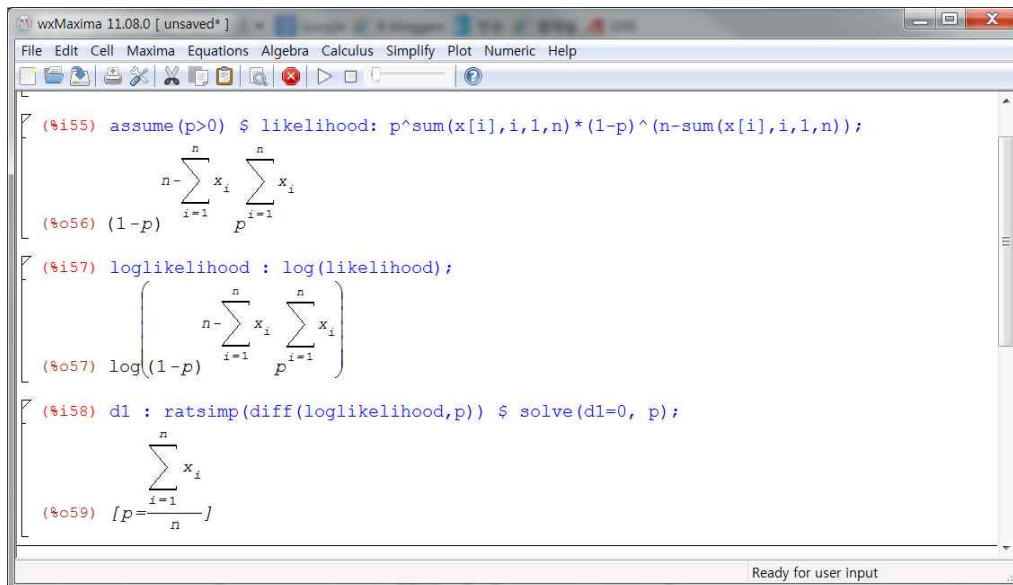 wxMaxima 11.08.0 [ unsaved* ]
File Edit Cell Maxima Equations Algebra Calculus Simplify Plot Numeric Help
(%i55) assume(p>0) $ likelihood: p^sum(x[i],i,1,n)*(1-p)^(n-sum(x[i],i,1,n));
n n
n-∑ x_i ∑ x_i
i=1 i=1
(%o56) (1-p) p
(%i57) loglikelihood : log(likelihood);
n n
n-∑ x_i ∑ x_i
i=1 i=1
(%o57) log((1-p) p )
(%i58) d1 : ratsimp(diff(loglikelihood,p)) $ solve(d1=0, p);
n
∑ x_i
i=1
(%o59) [p=
n
]
Ready for user input